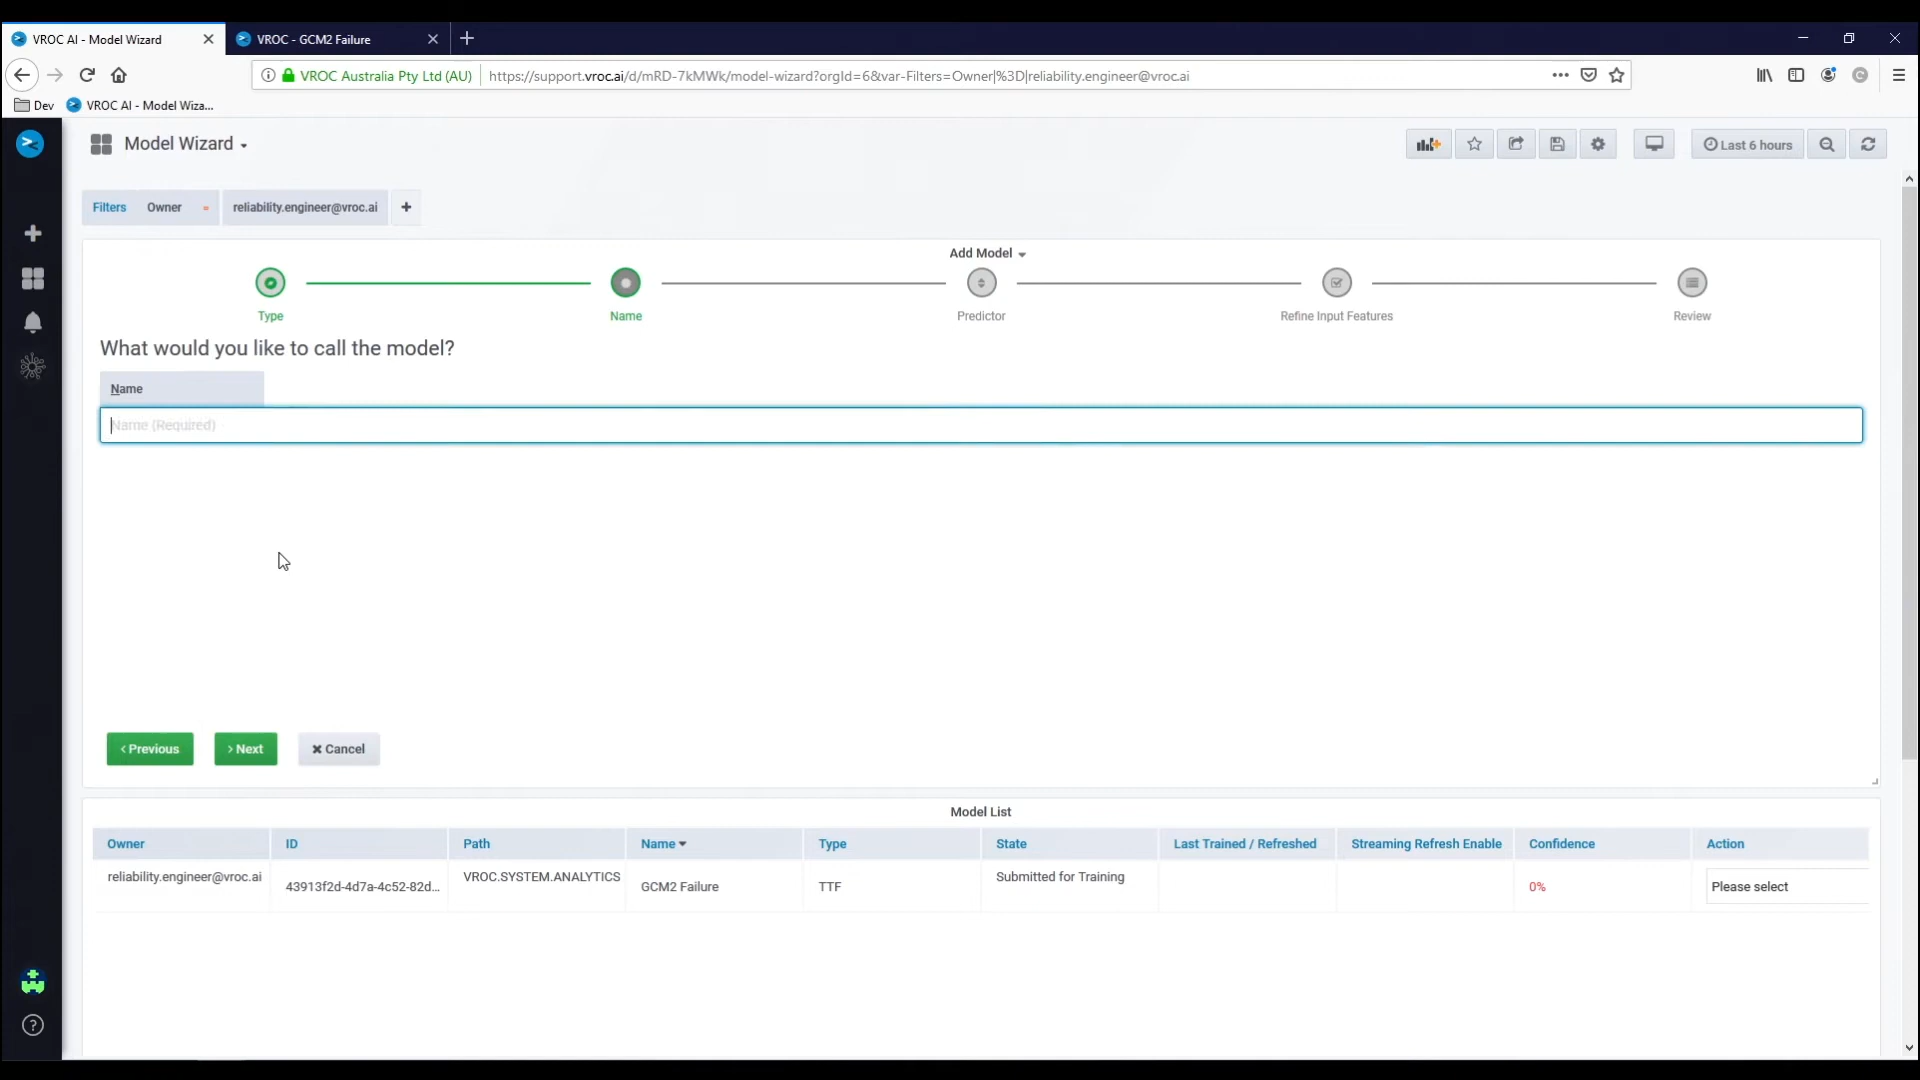 VROC AI - Model Wizard
VROC - GCM2 Failure
VROC Australia Pty Ltd (AU)
https://support.vroc.ai/d/mRD-7kMWk/model-wizard?orgId=6&var-Filters=Owner|%3D|reliability.engineer@vroc.ai
Dev
VROC AI - Model Wiza...
Model Wizard
Last 6 hours
Filters Owner = reliability.engineer@vroc.ai +
Add Model
Type Name Predictor Refine Input Features Review
What would you like to call the model?
Name
Name (Required)
‹ Previous › Next ✖ Cancel
Model List
Owner ID Path Name Type State Last Trained / Refreshed Streaming Refresh Enable Confidence Action
reliability.engineer@vroc.ai 43913f2d-4d7a-4c52-82d... VROC.SYSTEM.ANALYTICS GCM2 Failure TTF Submitted for Training 0% Please select